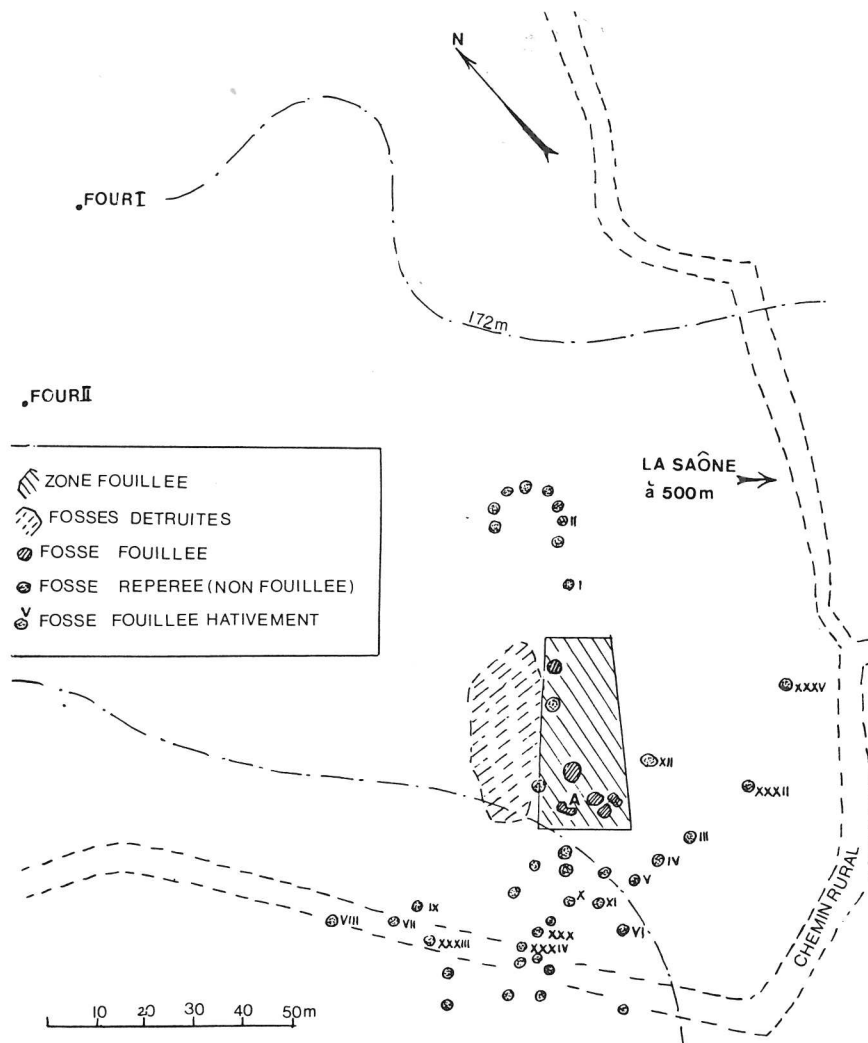 N
FOUR I
172m
FOUR II
LA SAÔNE
à 500m
ZONE FOUILLEE
FOSSES DETRUITES
FOSSE FOUILLEE
FOSSE REPEREE (NON FOUILLEE)
V
FOSSE FOUILLEE HATIVEMENT
II
I
XXXV
XII
XXXII
A
III
IV
V
X
XI
IX
VIII
VII
XXX
VI
XXXIII
XXXIV
CHEMIN RURAL
10 20 30 50m